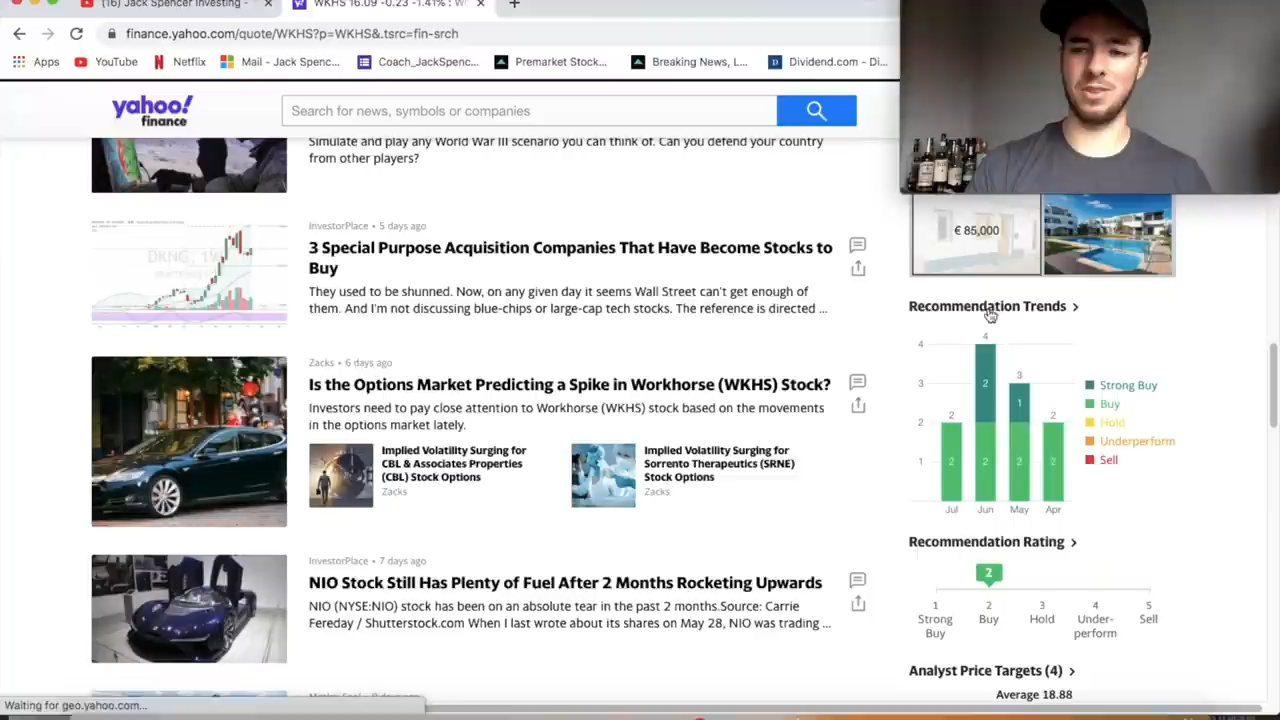 (16) Jack Spencer Investing -
WKHS 16.09 -0.23 -1.41% : W
finance.yahoo.com/quote/WKHS?p=WKHS&.tsrc=fin-srch
Apps
YouTube
Netflix
Mail - Jack Spenc...
Coach_JackSpenc...
Premarket Stock...
Breaking News, L...
Dividend.com - Di...
yahoo!
finance
Search for news, symbols or companies
Simulate and play any World War III scenario you can think of. Can you defend your country
from other players?
InvestorPlace • 5 days ago
3 Special Purpose Acquisition Companies That Have Become Stocks to
Buy
They used to be shunned. Now, on any given day it seems Wall Street can't get enough of
them. And I'm not discussing blue-chips or large-cap tech stocks. The reference is directed ...
DKNG, 1W
Zacks • 6 days ago
Is the Options Market Predicting a Spike in Workhorse (WKHS) Stock?
Investors need to pay close attention to Workhorse (WKHS) stock based on the movements
in the options market lately.
Implied Volatility Surging for
CBL & Associates Properties
(CBL) Stock Options
Zacks
Implied Volatility Surging for
Sorrento Therapeutics (SRNE)
Stock Options
Zacks
InvestorPlace • 7 days ago
NIO Stock Still Has Plenty of Fuel After 2 Months Rocketing Upwards
NIO (NYSE:NIO) stock has been on an absolute tear in the past 2 months.Source: Carrie
Fereday / Shutterstock.com When I last wrote about its shares on May 28, NIO was trading ...
€ 85,000
Recommendation Trends
4
4
3
3
2
2
2
1
2
1
2
2
2
2
Jul
Jun
May
Apr
Strong Buy
Buy
Hold
Underperform
Sell
Recommendation Rating
2
1
2
3
4
5
Strong
Buy
Buy
Hold
Under-
perform
Sell
Analyst Price Targets (4)
Average 18.88
Waiting for geo.yahoo.com...